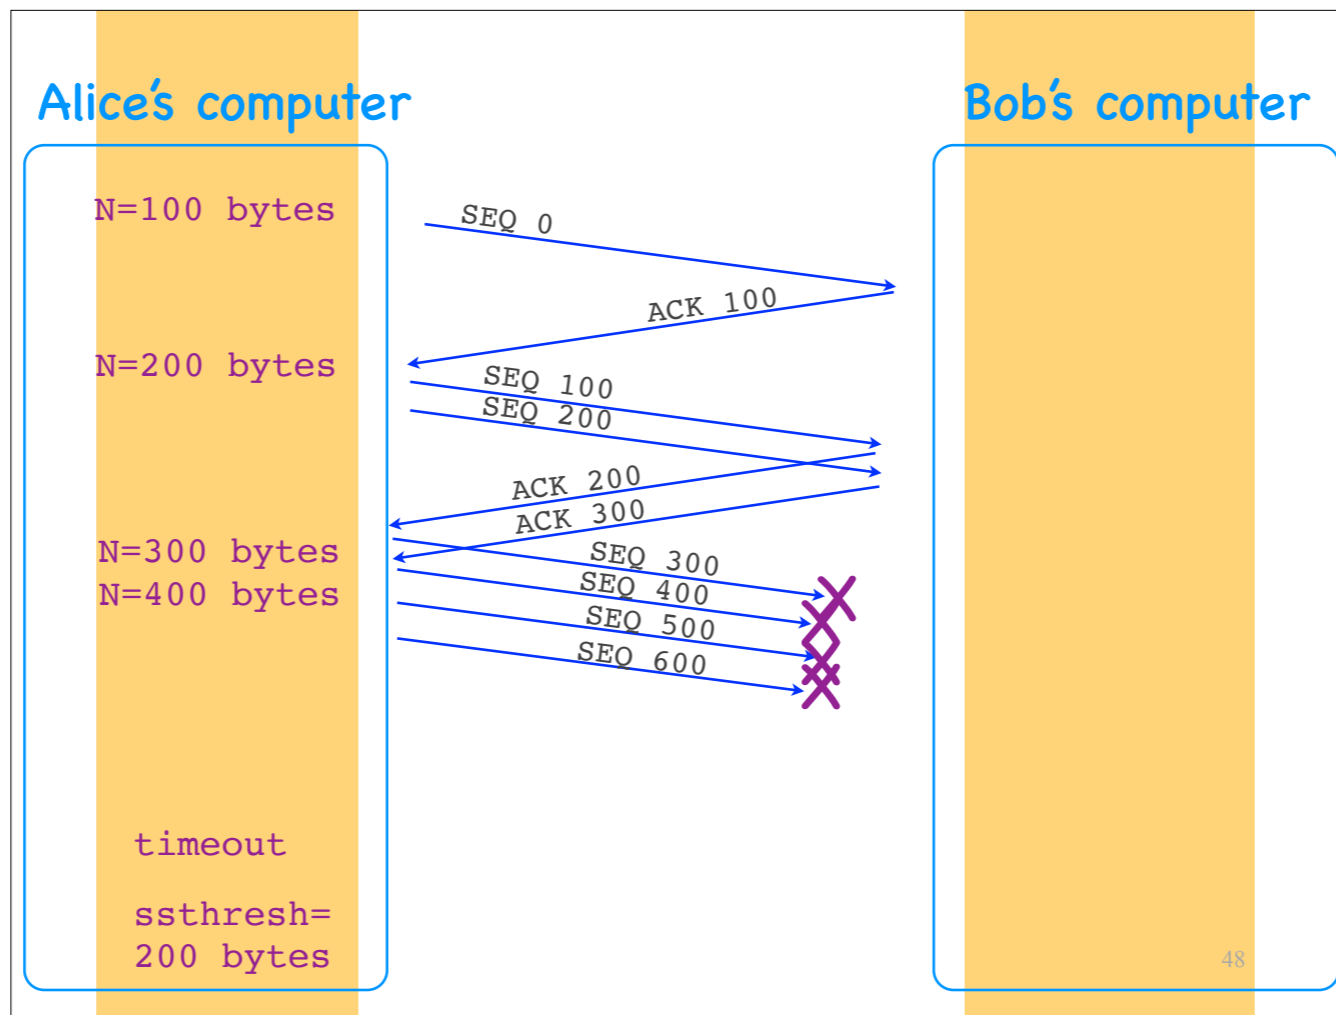 Alice's computer
Bob's computer
N=100 bytes
SEQ 0
ACK 100
N=200 bytes
SEQ 100
SEQ 200
ACK 200
ACK 300
N=300 bytes
SEQ 300
N=400 bytes
SEQ 400
SEQ 500
SEQ 600
timeout
ssthresh=
200 bytes
48